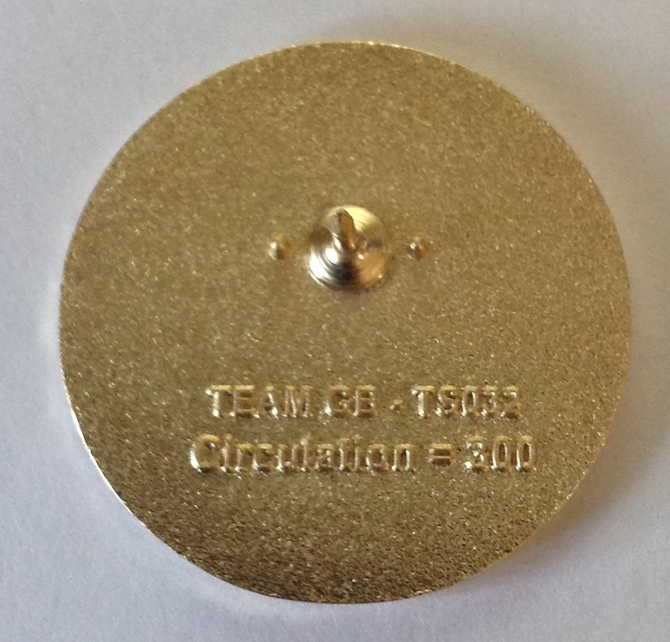 TEAM GB - TS032
Circulation = 300